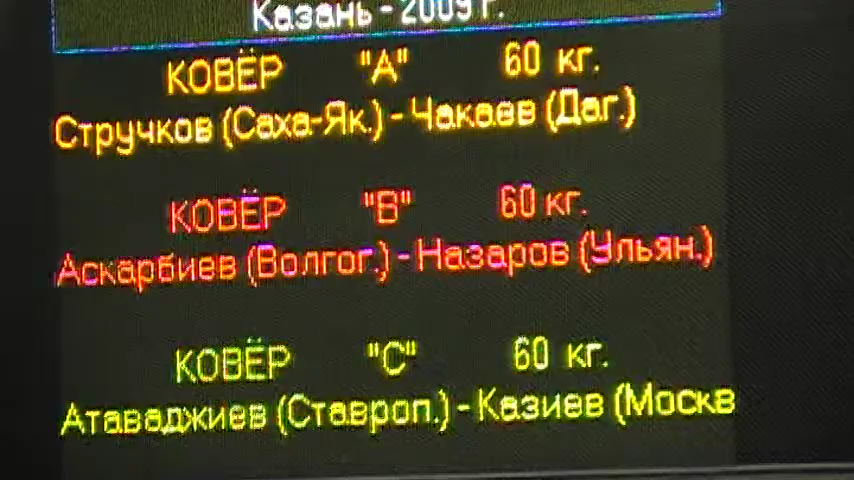 Казань - 2009 г.
КОВЁР "А" 60 кг.
Стручков (Саха-Як.) - Чакаев (Даг.)
КОВЁР "В" 60 кг.
Аскарбиев (Волгог.) - Назаров (Ульян.)
КОВЁР "С" 60 кг.
Атаваджиев (Ставроп.) - Казиев (Москв